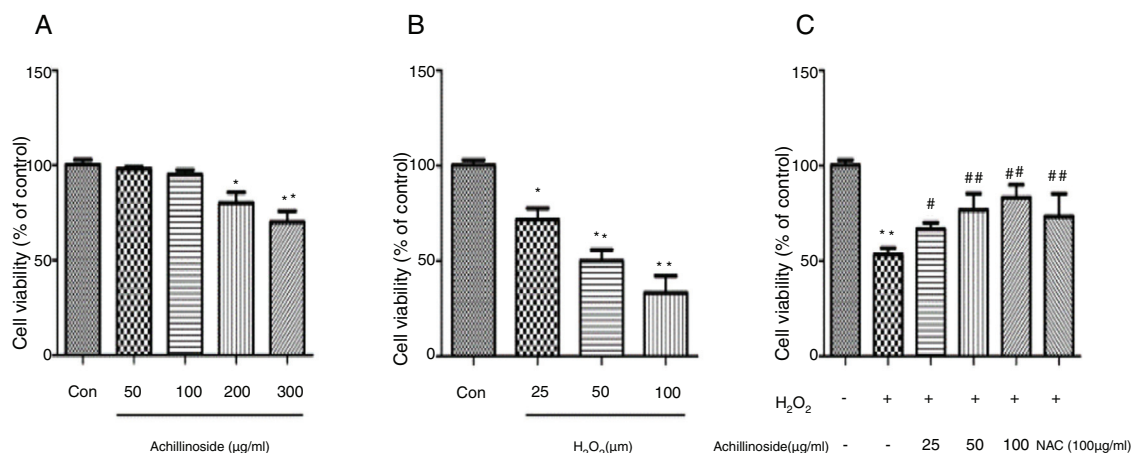 A
B
C
150
100
50
0
Cell viability (% of control)
*
**
Con 50 100 200 300
Achillinoside (μg/ml)
150
100
50
0
Cell viability (% of control)
*
**
**
Con 25 50 100
H2O2(μm)
150
100
50
0
Cell viability (% of control)
**
#
##
##
##
H2O2 - + + + + +
Achillinoside(μg/ml) - - 25 50 100 NAC (100μg/ml)